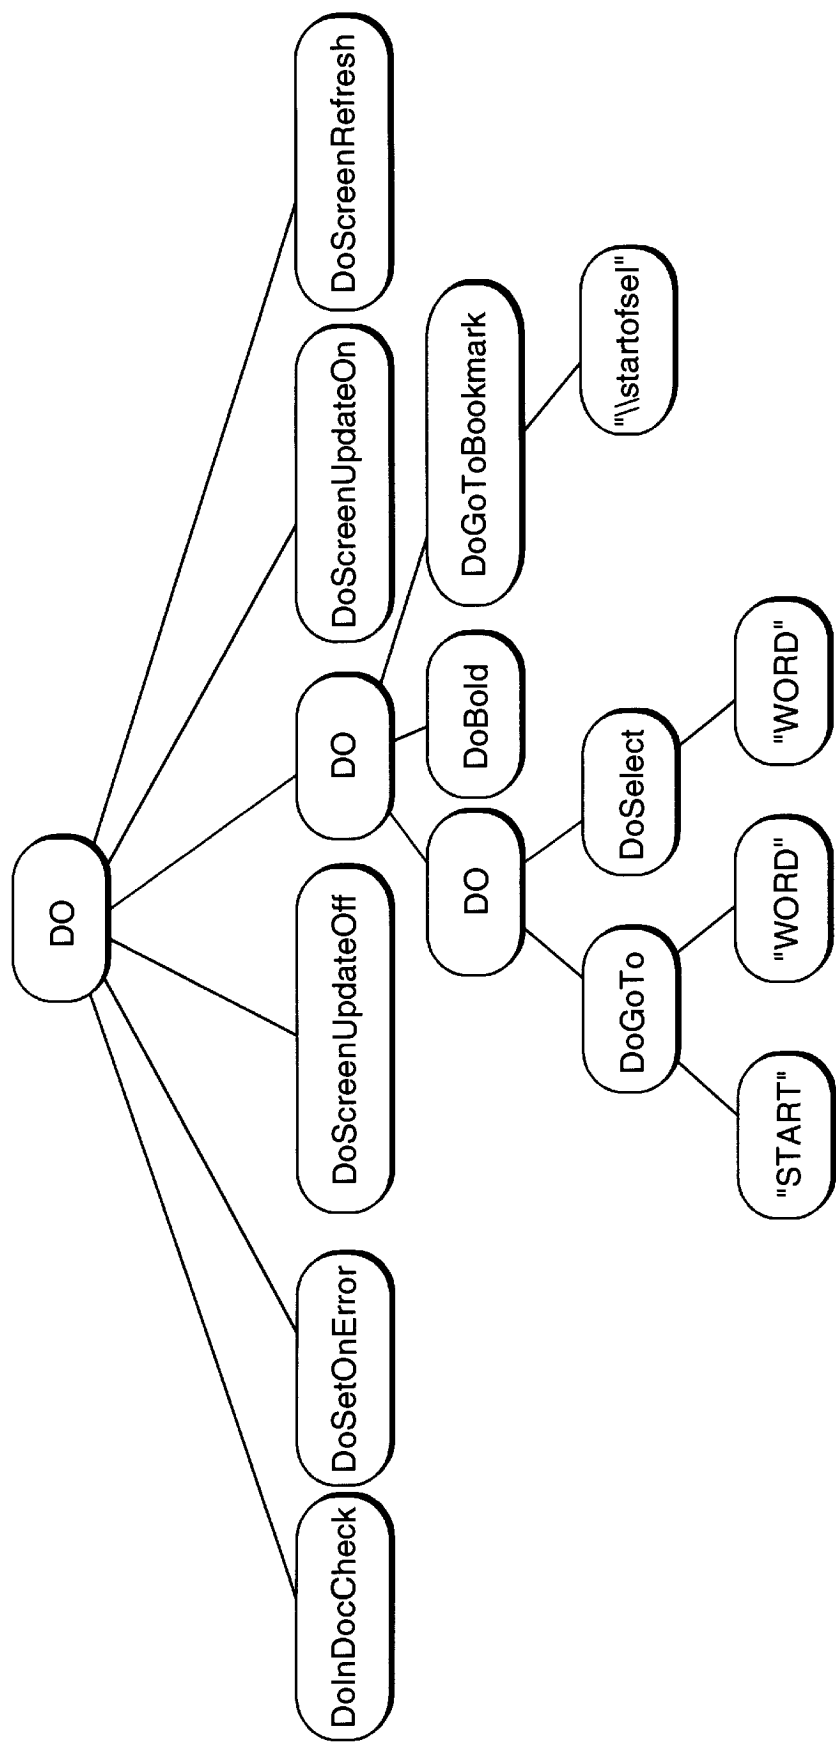 DO
DoInDocCheck
DoSetOnError
DoScreenUpdateOff
DO
DoScreenUpdateOn
DoScreenRefresh
DO
DoBold
DoGoToBookmark
DoGoTo
DoSelect
"\\startofsel"
"START"
"WORD"
"WORD"